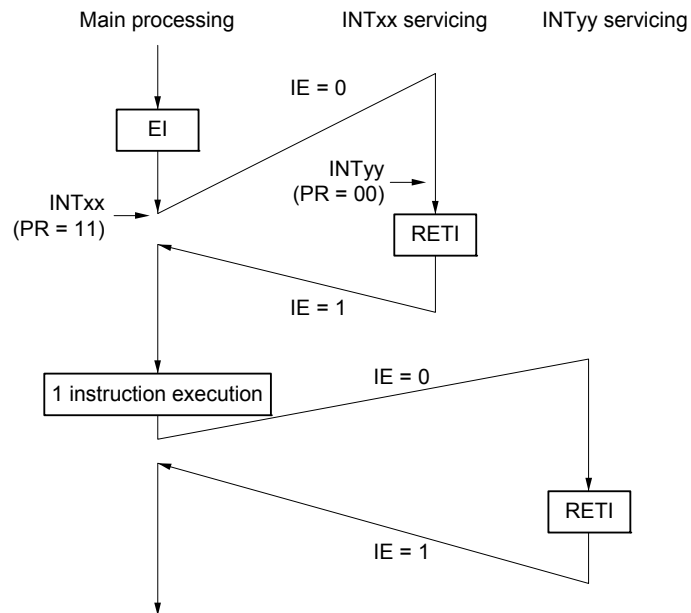 Main processing
INTxx servicing
INTyy servicing
IE = 0
EI
INTyy
(PR = 00)
INTxx
(PR = 11)
RETI
IE = 1
IE = 0
1 instruction execution
RETI
IE = 1